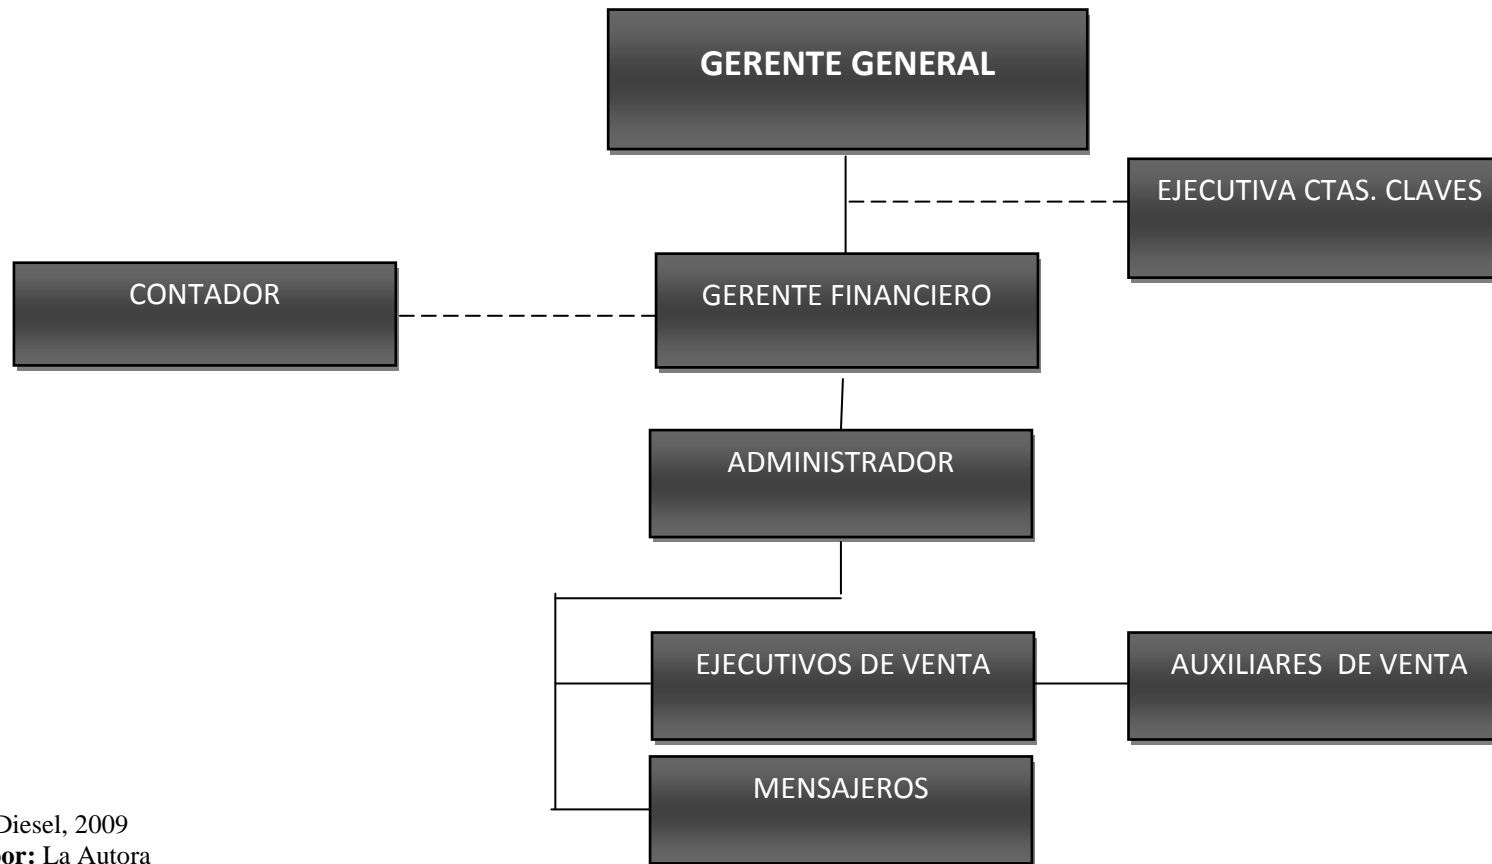 GERENTE GENERAL
EJECUTIVA CTAS. CLAVES
CONTADOR
GERENTE FINANCIERO
ADMINISTRADOR
EJECUTIVOS DE VENTA
AUXILIARES DE VENTA
MENSAJEROS
Diesel, 2009
por: La Autora